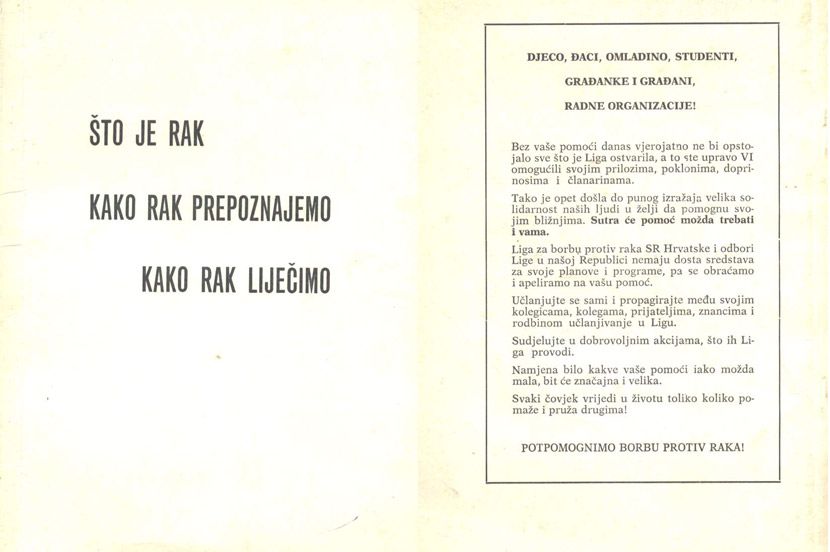 ŠTO JE RAK
KAKO RAK PREPOZNAJEMO
KAKO RAK LIJEČIMO
DJECO, ĐACI, OMLADINO, STUDENTI,
GRAĐANKE I GRAĐANI,
RADNE ORGANIZACIJE!
Bez vaše pomoći danas vjerojatno ne bi opsto-
jalo sve što je Liga ostvarila, a to ste upravo VI
omogućili svojim prilozima, poklonima, dopri-
nosima i članarinama.
Tako je opet došla do punog izražaja velika so-
lidarnost naših ljudi u želji da pomognu svo-
jim bližnjima. Sutra će pomoć možda trebati
i vama.
Liga za borbu protiv raka SR Hrvatske i odbori
Lige u našoj Republici nemaju dosta sredstava
za svoje planove i programe, pa se obraćamo
i apeliramo na vašu pomoć.
Učlanjujte se sami i propagirajte među svojim
kolegicama, kolegama, prijateljima, znancima i
rodbinom učlanjivanje u Ligu.
Sudjelujte u dobrovoljnim akcijama, što ih Li-
ga provodi.
Namjena bilo kakve vaše pomoći iako možda
mala, bit će značajna i velika.
Svaki čovjek vrijedi u životu toliko koliko po-
maže i pruža drugima!
POTPOMOGNIMO BORBU PROTIV RAKA!